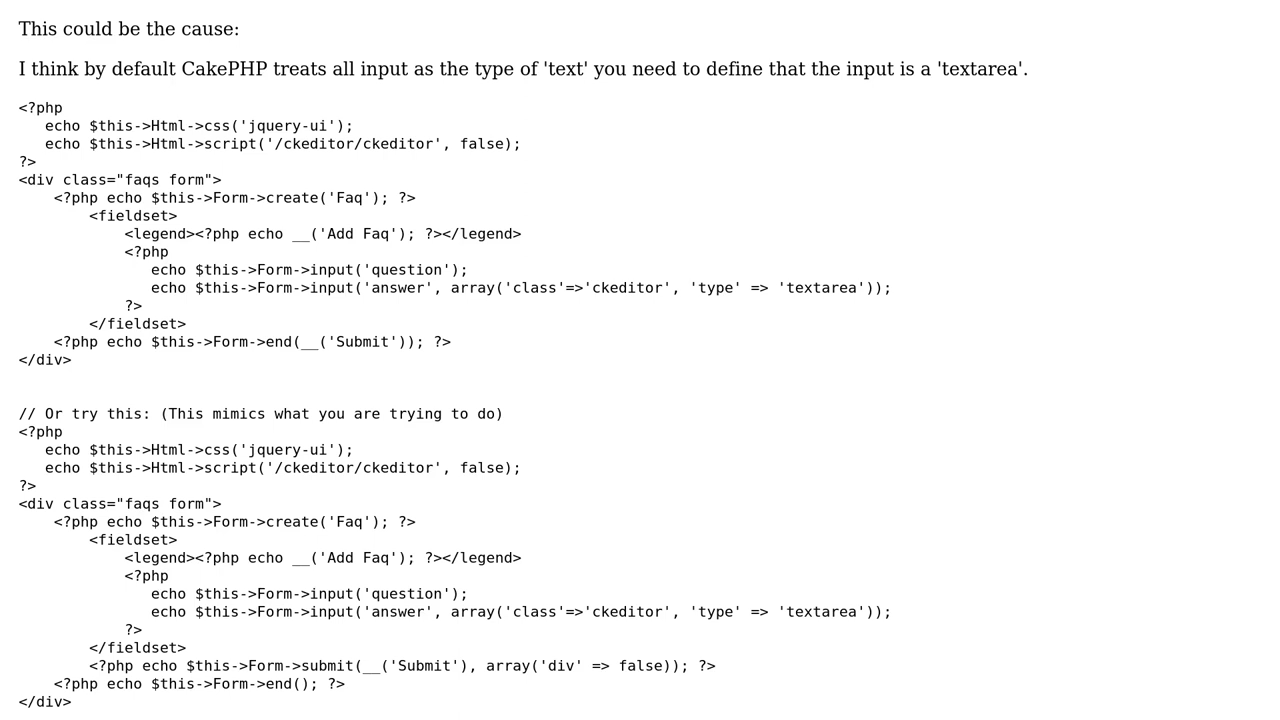 This could be the cause:
I think by default CakePHP treats all input as the type of 'text' you need to define that the input is a 'textarea'.
<?php
   echo $this->Html->css('jquery-ui');
   echo $this->Html->script('/ckeditor/ckeditor', false);
?>
<div class="faqs form">
    <?php echo $this->Form->create('Faq'); ?>
        <fieldset>
            <legend><?php echo __('Add Faq'); ?></legend>
            <?php
               echo $this->Form->input('question');
               echo $this->Form->input('answer', array('class'=>'ckeditor', 'type' => 'textarea'));
            ?>
        </fieldset>
    <?php echo $this->Form->end(__('Submit')); ?>
</div>
// Or try this: (This mimics what you are trying to do)
<?php
   echo $this->Html->css('jquery-ui');
   echo $this->Html->script('/ckeditor/ckeditor', false);
?>
<div class="faqs form">
    <?php echo $this->Form->create('Faq'); ?>
        <fieldset>
            <legend><?php echo __('Add Faq'); ?></legend>
            <?php
               echo $this->Form->input('question');
               echo $this->Form->input('answer', array('class'=>'ckeditor', 'type' => 'textarea'));
            ?>
        </fieldset>
        <?php echo $this->Form->submit(__('Submit'), array('div' => false)); ?>
    <?php echo $this->Form->end(); ?>
</div>